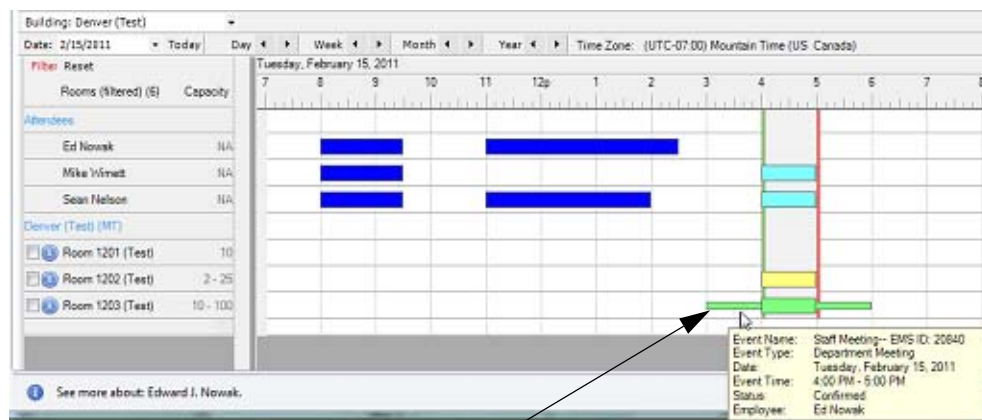 Building: Denver (Test)
Date: 2/15/2011 Today Day Week Month Year Time Zone: (UTC-07:00) Mountain Time (US Canada)
Filter Reset
Tuesday, February 15, 2011
Rooms (filtered) (6) Capacity
7 8 9 10 11 12p 1 2 3 4 5 6 7 8
Attendees
Ed Nowak NA
Mike Wimett NA
Sean Nelson NA
Denver (Test) (MT)
Room 1201 (Test) 10
Room 1202 (Test) 2 - 25
Room 1203 (Test) 10 - 100
Event Name: Staff Meeting-- EMS ID: 20840
Event Type: Department Meeting
Date: Tuesday, February 15, 2011
Event Time: 4:00 PM - 5:00 PM
Status Confirmed
Employee: Ed Nowak
See more about: Edward J. Nowak.